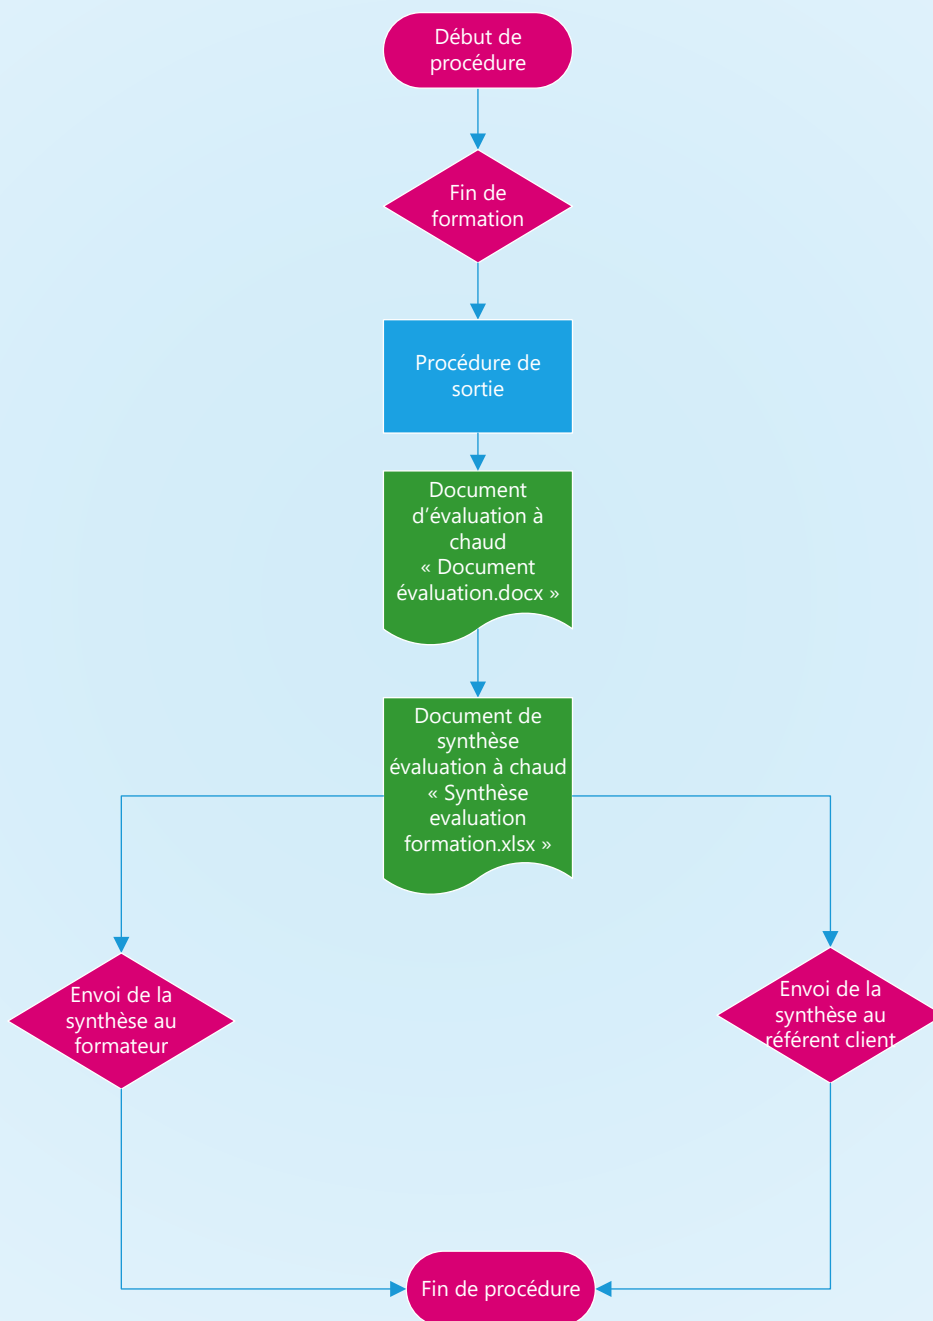 Début de
procédure
Fin de
formation
Procédure de
sortie
Document
d'évaluation à
chaud
« Document
évaluation.docx »
Document de
synthèse
évaluation à chaud
« Synthèse
evaluation
formation.xlsx »
Envoi de la
synthèse au
formateur
Envoi de la
synthèse au
référent client
Fin de procédure